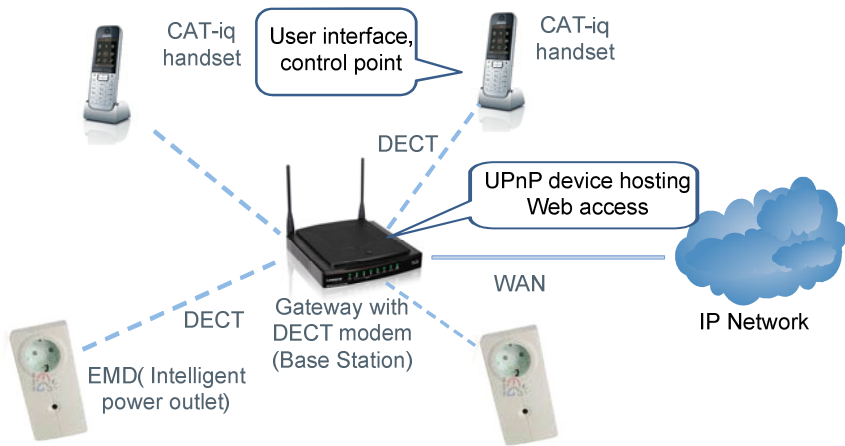 CAT-iq
handset
User interface,
control point
CAT-iq
handset
DECT
UPnP device hosting
Web access
WAN
IP Network
Gateway with
DECT modem
(Base Station)
DECT
EMD( Intelligent
power outlet)